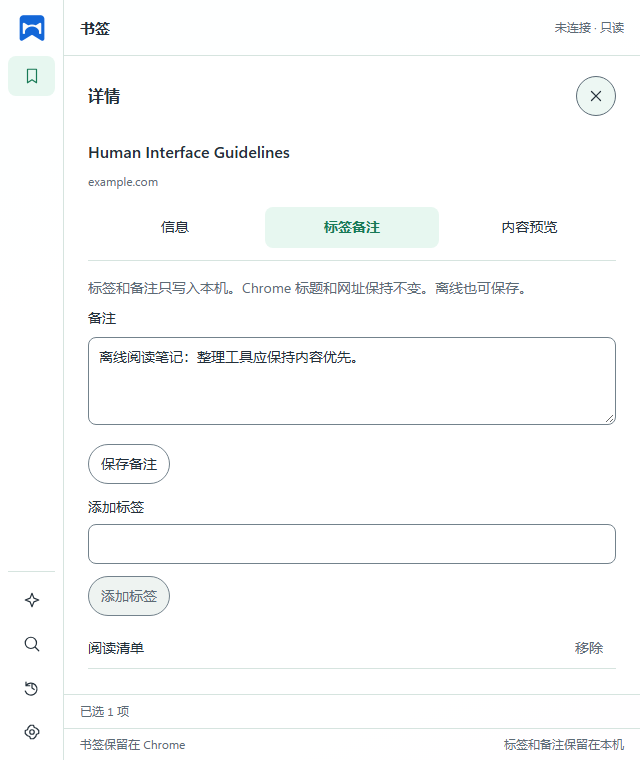 书签
未连接 · 只读
详情
Human Interface Guidelines
example.com
信息
标签备注
内容预览
标签和备注只写入本机。Chrome 标题和网址保持不变。离线也可保存。
备注
离线阅读笔记：整理工具应保持内容优先。
保存备注
添加标签
添加标签
阅读清单
移除
已选 1 项
书签保留在 Chrome
标签和备注保留在本机